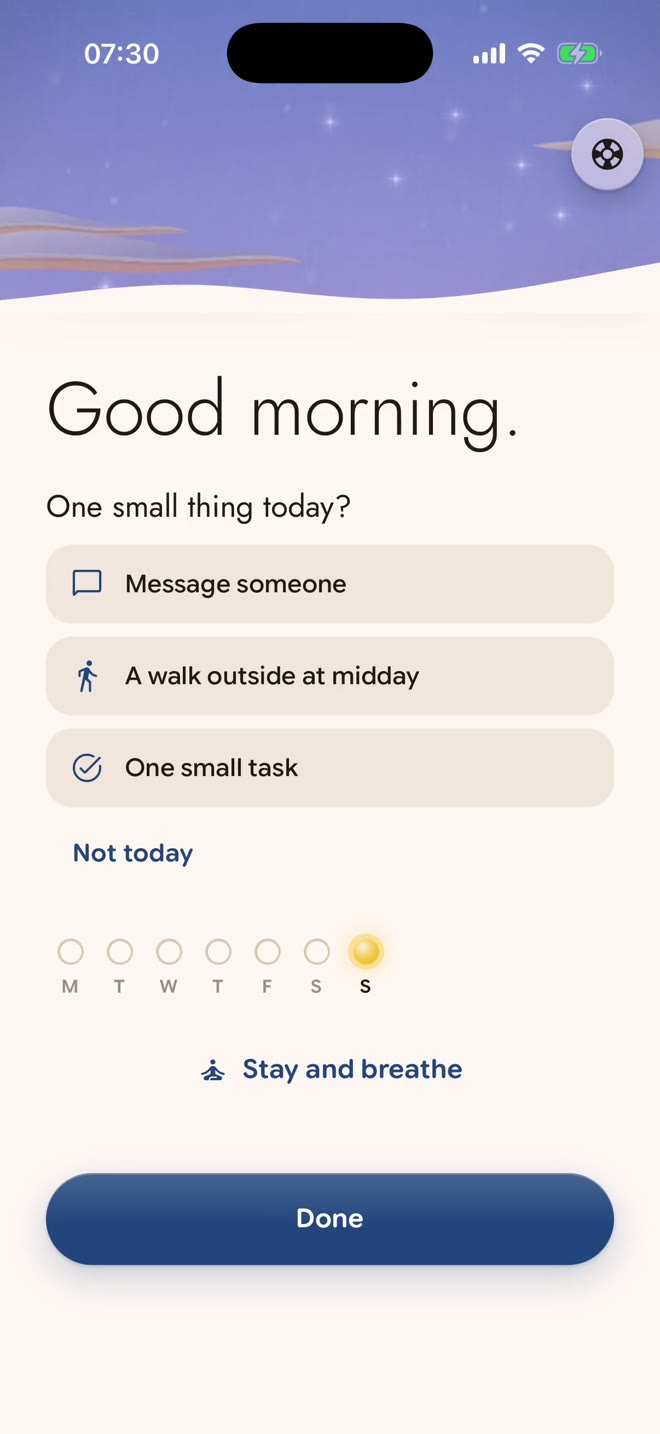 07:30
Good morning.
One small thing today?
Message someone
A walk outside at midday
One small task
Not today
M T W T F S S
Stay and breathe
Done